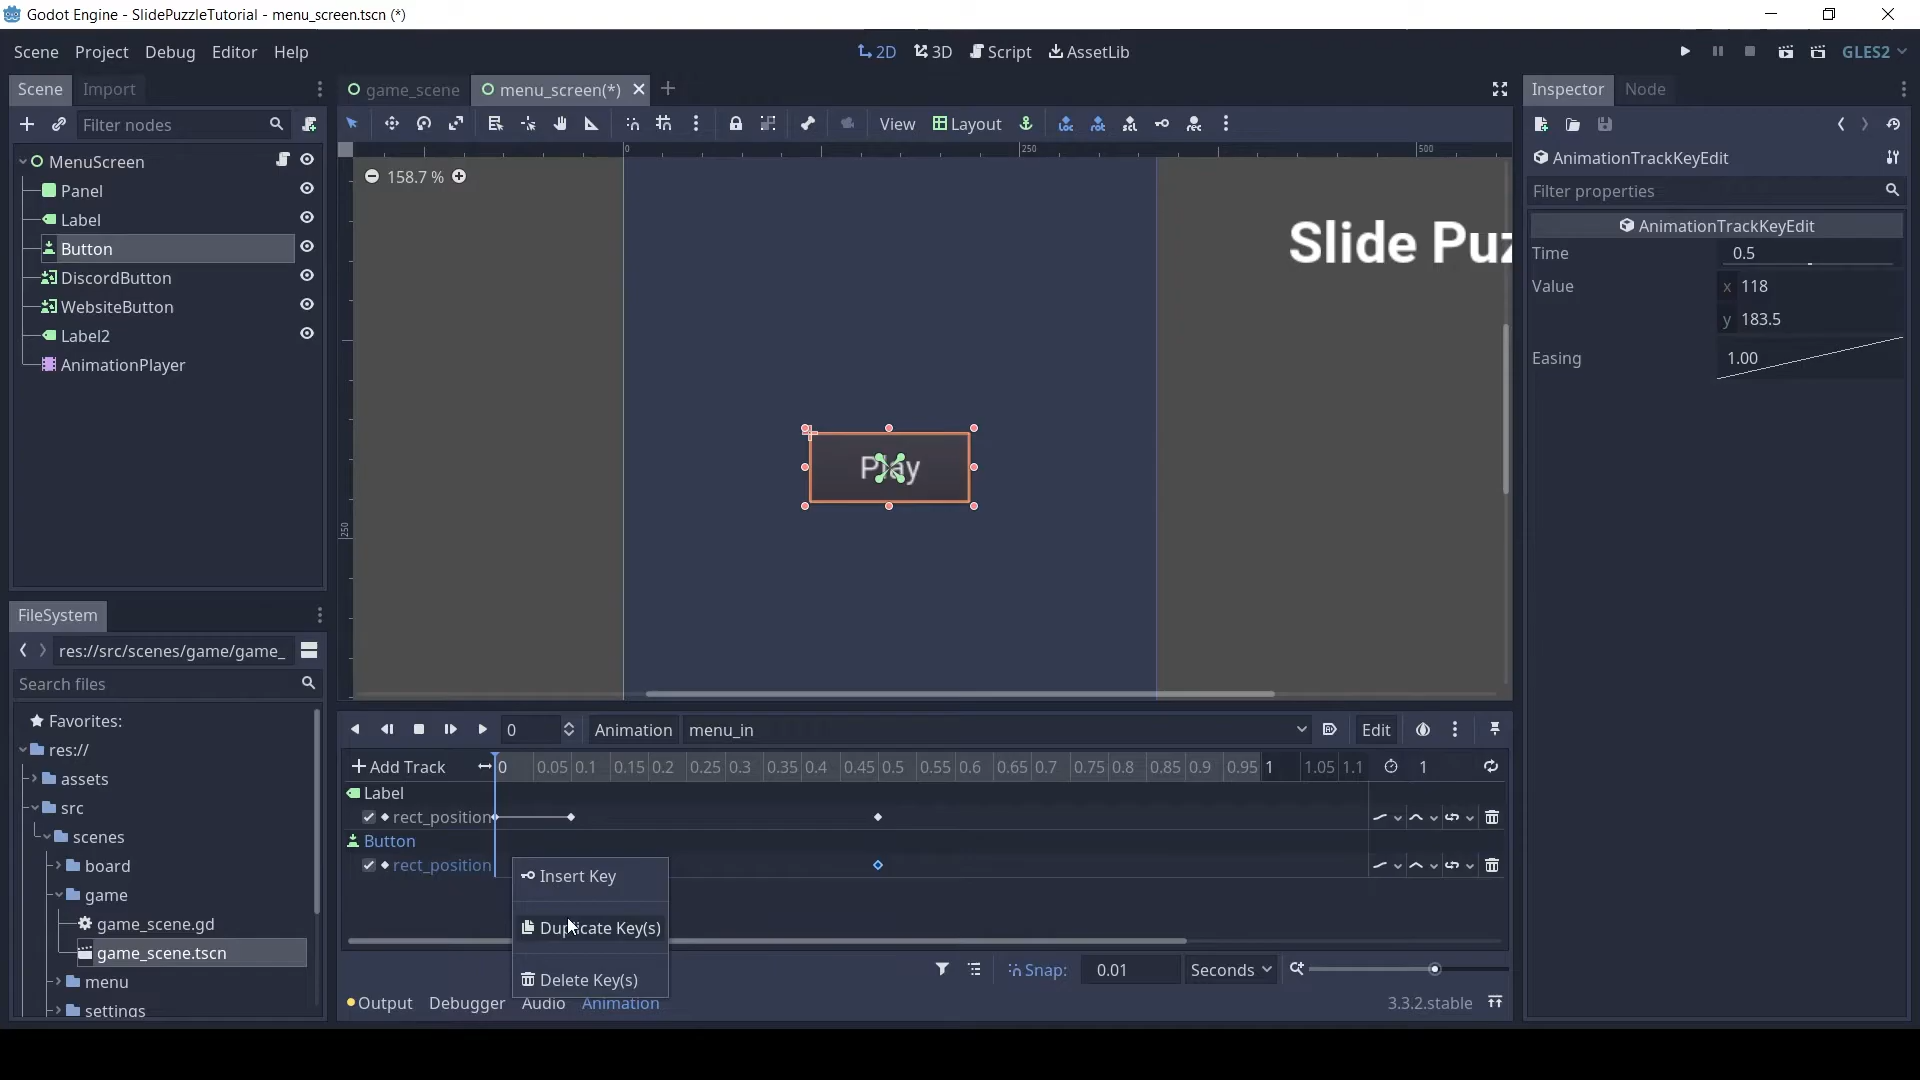 Godot Engine - SlidePuzzleTutorial - menu_screen.tscn (*)
Scene Project Debug Editor Help
2D 3D Script AssetLib
GLES2
Scene Import
Filter nodes
MenuScreen
Panel
Label
Button
DiscordButton
WebsiteButton
Label2
AnimationPlayer
FileSystem
res://src/scenes/game/game_
Search files
Favorites:
res://
assets
src
scenes
board
game
game_scene.gd
game_scene.tscn
menu
settings
game_scene menu_screen(*)
View Layout
0 250 500
158.7 %
250
Slide Puz
Play
0 Animation menu_in Edit
Add Track 0 0.05 0.1 0.15 0.2 0.25 0.3 0.35 0.4 0.45 0.5 0.55 0.6 0.65 0.7 0.75 0.8 0.85 0.9 0.95 1 1.05 1.1 1
Label
rect_position
Button
rect_position
Insert Key
Duplicate Key(s)
Delete Key(s)
Snap: 0.01 Seconds
Output Debugger Audio Animation 3.3.2.stable
Inspector Node
AnimationTrackKeyEdit
Filter properties
AnimationTrackKeyEdit
Time 0.5
Value x 118
y 183.5
Easing 1.00